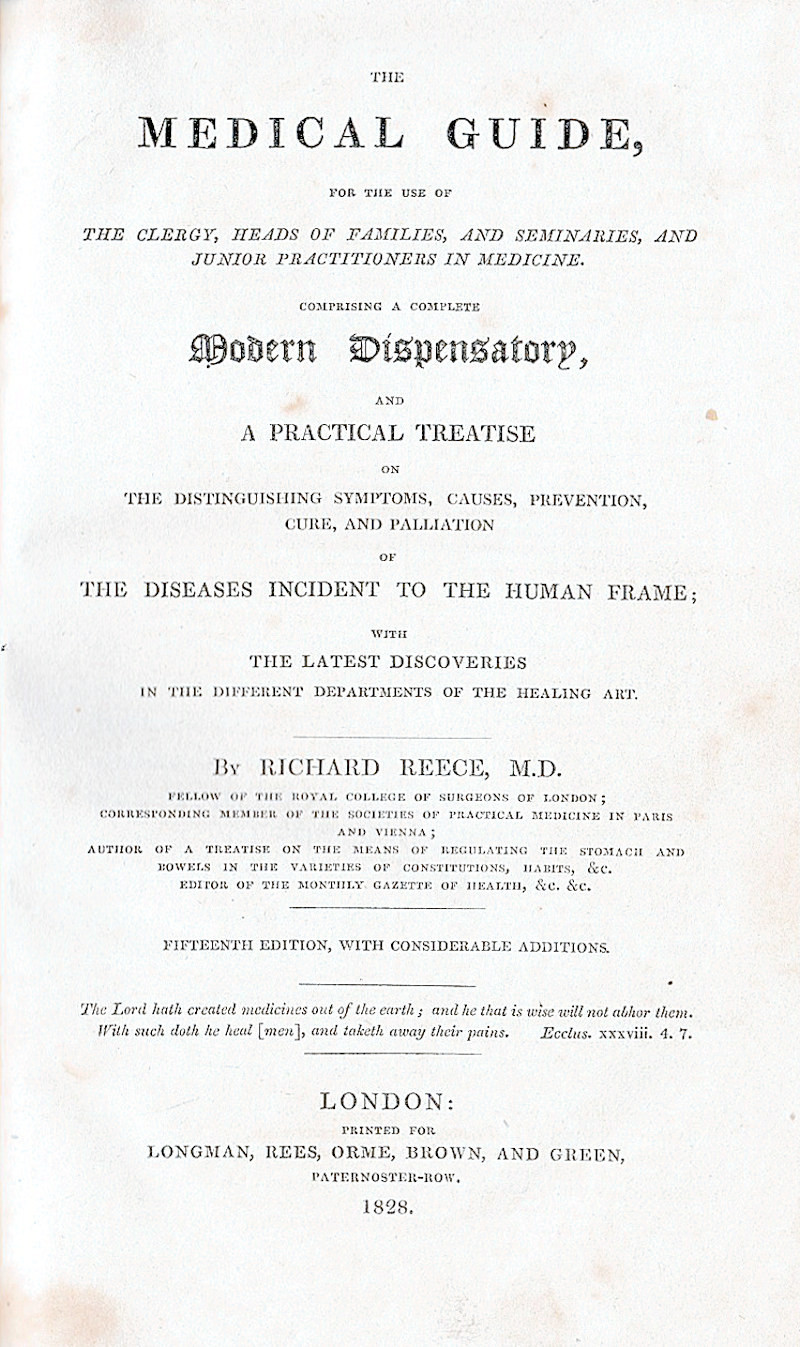 THE
MEDICAL GUIDE,
FOR THE USE OF
THE CLERGY, HEADS OF FAMILIES, AND SEMINARIES, AND
JUNIOR PRACTITIONERS IN MEDICINE.
COMPRISING A COMPLETE
Modern Dispensatory,
AND
A PRACTICAL TREATISE
ON
THE DISTINGUISHING SYMPTOMS, CAUSES, PREVENTION,
CURE, AND PALLIATION
OF
THE DISEASES INCIDENT TO THE HUMAN FRAME;
WITH
THE LATEST DISCOVERIES
IN THE DIFFERENT DEPARTMENTS OF THE HEALING ART.
By RICHARD REECE, M.D.
FELLOW OF THE ROYAL COLLEGE OF SURGEONS OF LONDON;
CORRESPONDING MEMBER OF THE SOCIETIES OF PRACTICAL MEDICINE IN PARIS
AND VIENNA;
AUTHOR OF A TREATISE ON THE MEANS OF REGULATING THE STOMACH AND
BOWELS IN THE VARIETIES OF CONSTITUTIONS, HABITS, &c.
EDITOR OF THE MONTHLY GAZETTE OF HEALTH, &c. &c.
FIFTEENTH EDITION, WITH CONSIDERABLE ADDITIONS.
The Lord hath created medicines out of the earth; and he that is wise will not abhor them.
With such doth he heal [men], and taketh away their pains. Ecclus. xxxviii. 4. 7.
LONDON:
PRINTED FOR
LONGMAN, REES, ORME, BROWN, AND GREEN,
PATERNOSTER-ROW.
1828.